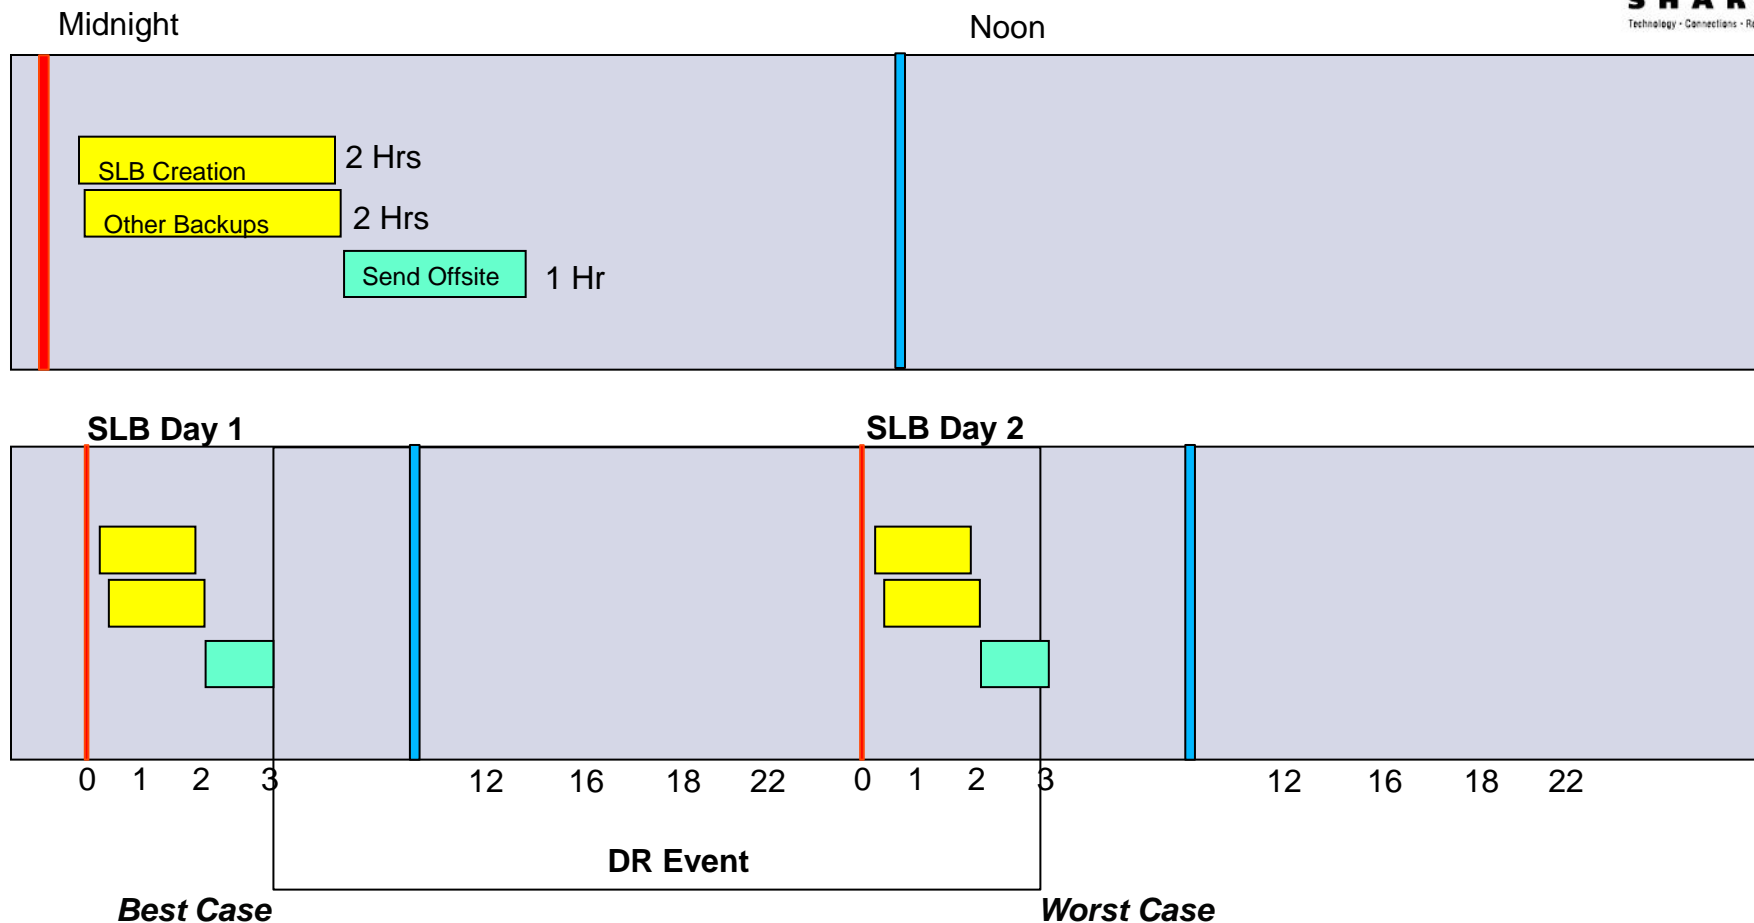 Midnight
Noon
Technology · Connections ·
SLB Creation
2 Hrs
Other Backups
2 Hrs
Send Offsite
1 Hr
SLB Day 1
SLB Day 2
0 1 2 3 12 16 18 22 0 1 2 3 12 16 18 22
DR Event
Best Case
Worst Case